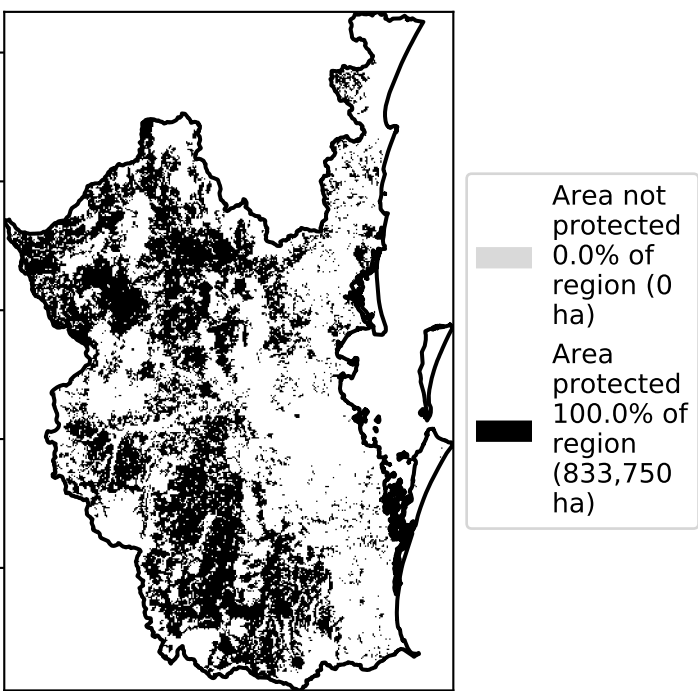 Area not
protected
0.0% of
region (0
ha)
Area
protected
100.0% of
region
(833,750
ha)